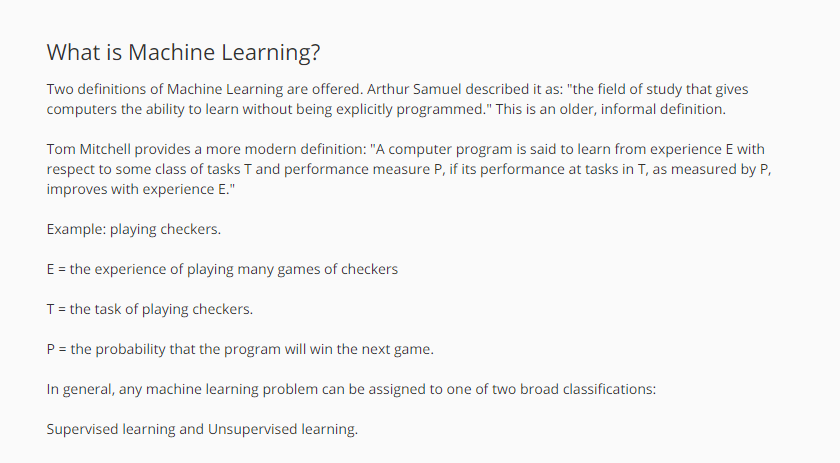 What is Machine Learning?
Two definitions of Machine Learning are offered. Arthur Samuel described it as: "the field of study that gives
computers the ability to learn without being explicitly programmed." This is an older, informal definition.
Tom Mitchell provides a more modern definition: "A computer program is said to learn from experience E with
respect to some class of tasks T and performance measure P, if its performance at tasks in T, as measured by P,
improves with experience E."
Example: playing checkers.
E = the experience of playing many games of checkers
T = the task of playing checkers.
P = the probability that the program will win the next game.
In general, any machine learning problem can be assigned to one of two broad classifications:
Supervised learning and Unsupervised learning.